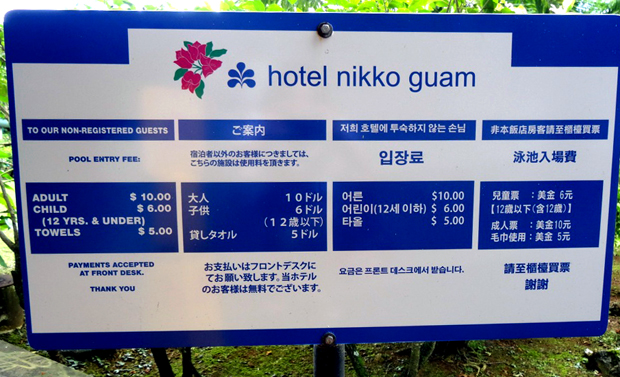 hotel nikko guam
TO OUR NON-REGISTERED GUESTS
POOL ENTRY FEE:
ADULT $ 10.00
CHILD $ 6.00
(12 YRS. & UNDER)
TOWELS $ 5.00
PAYMENTS ACCEPTED
AT FRONT DESK.
THANK YOU
ご案内
宿泊者以外のお客様につきましては、
こちらの施設は使用料を頂きます。
大人 10ドル
子供 6ドル
(12歳以下)
貸しタオル 5ドル
お支払いはフロントデスクに
てお願い致します。当ホテル
のお客様は無料でございます。
저희 호텔에 투숙하지 않는 손님
입장료
어른 $10.00
어린이(12세 이하) $ 6.00
타올 $ 5.00
요금은 프론트 데스크에서 받습니다.
非本飯店房客請至櫃檯買票
泳池入場費
兒童票 : 美金 6元
【12歲以下(含12歲)】
成人票 : 美金10元
毛巾使用 : 美金 5元
請至櫃檯買票
謝謝